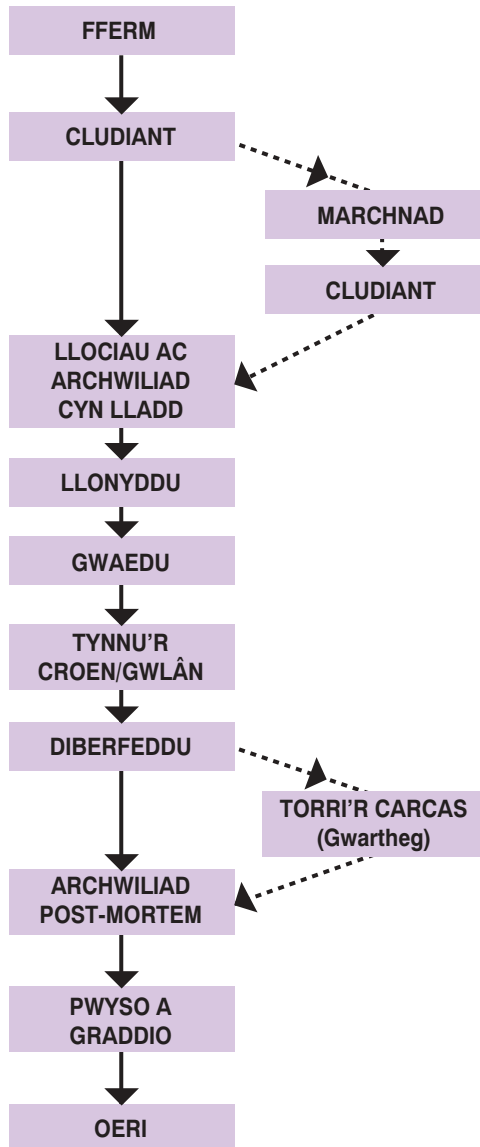 FFERM
CLUDIANT
MARCHNAD
CLUDIANT
LLOCIAU AC
ARCHWILIAD
CYN LLADD
LLONYDDU
GWAEDU
TYNNU'R
CROEN/GWLÂN
DIBERFEDDU
TORRI'R CARCAS
(Gwartheg)
ARCHWILIAD
POST-MORTEM
PWYSO A
GRADDIO
OERI